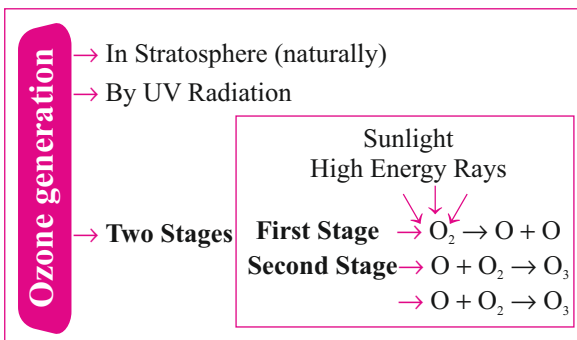 Ozone generation
→ In Stratosphere (naturally)
→ By UV Radiation
→ Two Stages
Sunlight
High Energy Rays
First Stage → O₂ → O + O
Second Stage → O + O₂ → O₃
→ O + O₂ → O₃